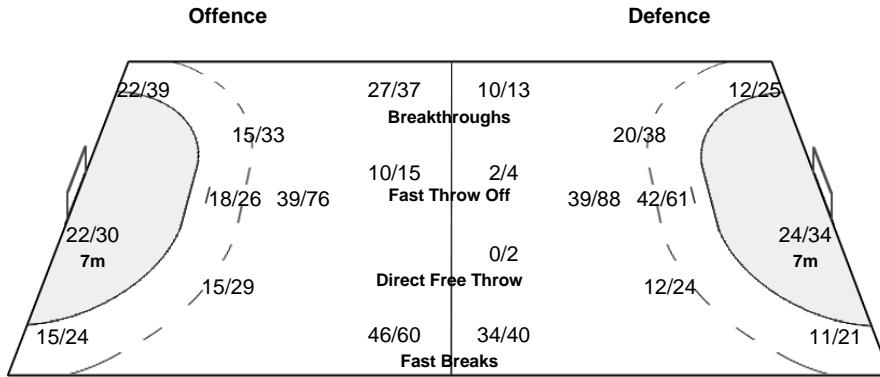 Offence Defence
22/39 27/37 10/13 12/25
Breakthroughs
15/33 20/38
10/15 2/4
Fast Throw Off
18/26 39/76 39/88 42/61
22/30 24/34
7m 7m
0/2
Direct Free Throw
15/29 12/24
15/24 46/60 34/40 11/21
Fast Breaks